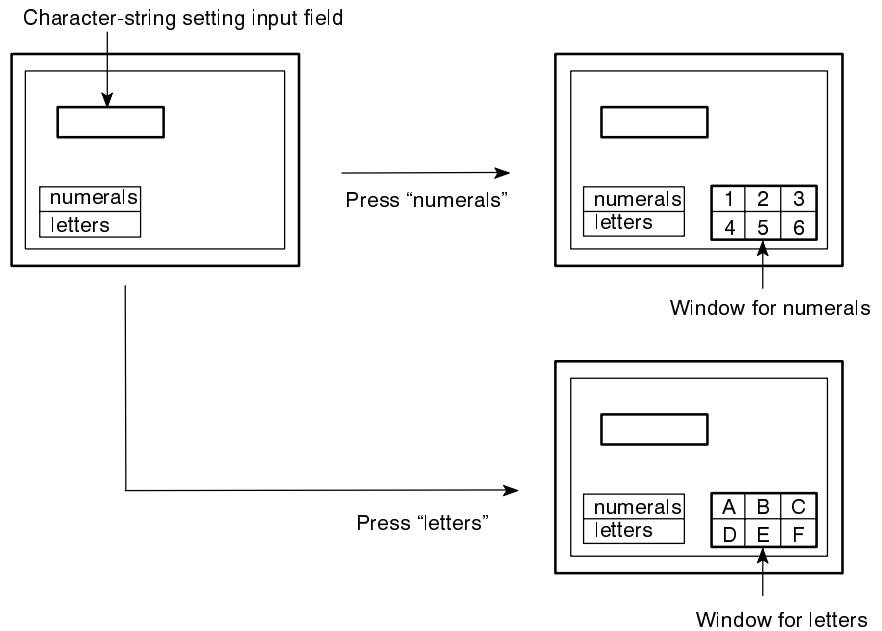 Character-string setting input field
numerals
letters
Press “numerals”
numerals
letters
1 2 3
4 5 6
Window for numerals
Press “letters”
numerals
letters
A B C
D E F
Window for letters